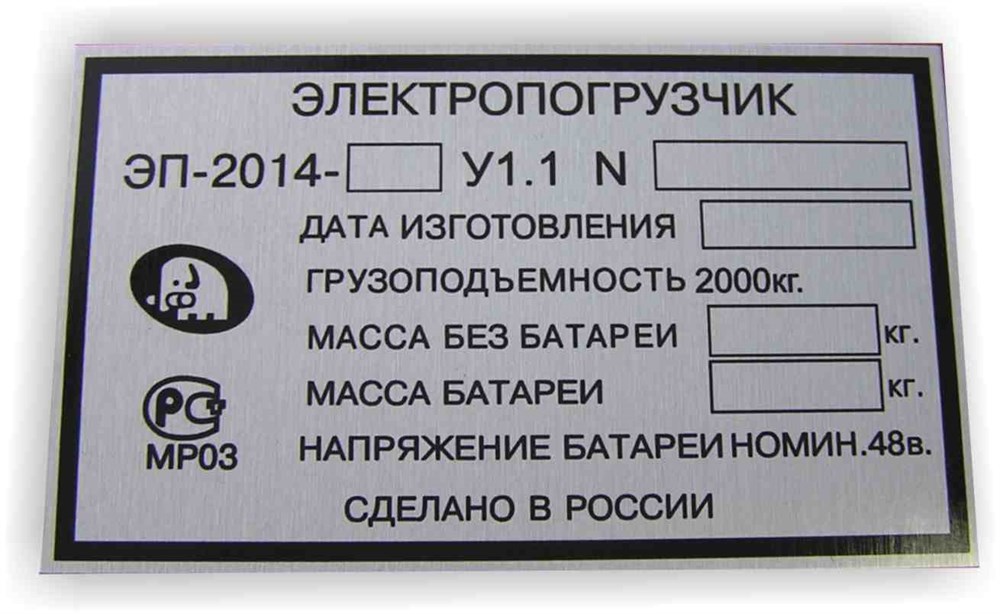 ЭЛЕКТРОПОГРУЗЧИК
ЭП-2014- У1.1 N
ДАТА ИЗГОТОВЛЕНИЯ
ГРУЗОПОДЪЕМНОСТЬ 2000кг.
МАССА БЕЗ БАТАРЕИ кг.
МАССА БАТАРЕИ кг.
РСТ
МР03
НАПРЯЖЕНИЕ БАТАРЕИ НОМИН.48в.
СДЕЛАНО В РОССИИ